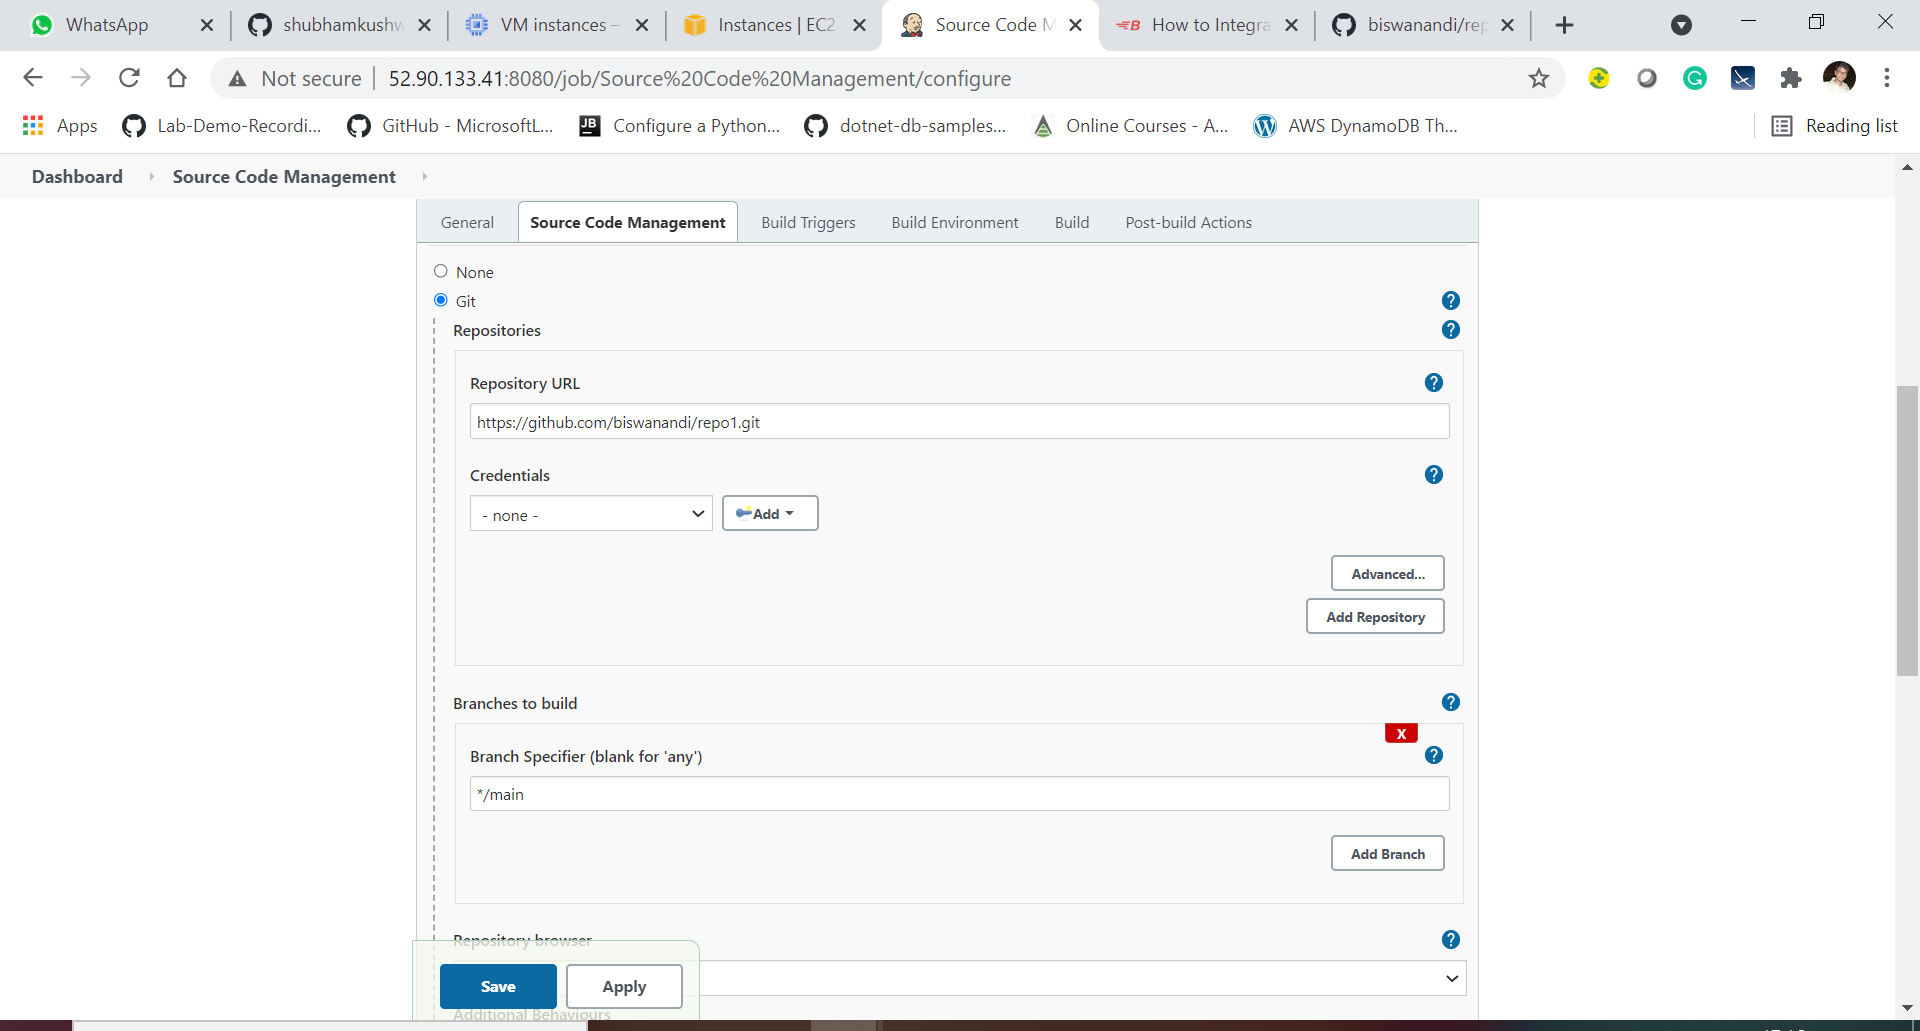 WhatsApp
shubhamkushw
VM instances –
Instances | EC2
Source Code M
How to Integra
biswanandi/rep
Not secure
52.90.133.41:8080/job/Source%20Code%20Management/configure
Apps
Lab-Demo-Recordi...
GitHub - MicrosoftL...
Configure a Python...
dotnet-db-samples...
Online Courses - A...
AWS DynamoDB Th...
Reading list
Dashboard
Source Code Management
General
Source Code Management
Build Triggers
Build Environment
Build
Post-build Actions
None
Git
Repositories
Repository URL
https://github.com/biswanandi/repo1.git
Credentials
- none -
Add
Advanced...
Add Repository
Branches to build
X
Branch Specifier (blank for 'any')
*/main
Add Branch
Repository browser
Save
Apply
Additional Behaviours